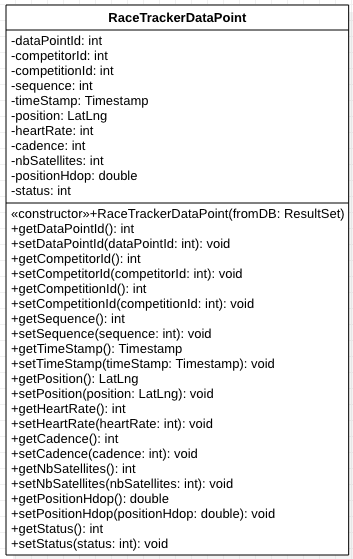 RaceTrackerDataPoint
-dataPointId: int
-competitorId: int
-competitionId: int
-sequence: int
-timeStamp: Timestamp
-position: LatLng
-heartRate: int
-cadence: int
-nbSatellites: int
-positionHdop: double
-status: int
«constructor»+RaceTrackerDataPoint(fromDB: ResultSet)
+getDataPointId(): int
+setDataPointId(dataPointId: int): void
+getCompetitorId(): int
+setCompetitorId(competitorId: int): void
+getCompetitionId(): int
+setCompetitionId(competitionId: int): void
+getSequence(): int
+setSequence(sequence: int): void
+getTimeStamp(): Timestamp
+setTimeStamp(timeStamp: Timestamp): void
+getPosition(): LatLng
+setPosition(position: LatLng): void
+getHeartRate(): int
+setHeartRate(heartRate: int): void
+getCadence(): int
+setCadence(cadence: int): void
+getNbSatellites(): int
+setNbSatellites(nbSatellites: int): void
+getPositionHdop(): double
+setPositionHdop(positionHdop: double): void
+getStatus(): int
+setStatus(status: int): void